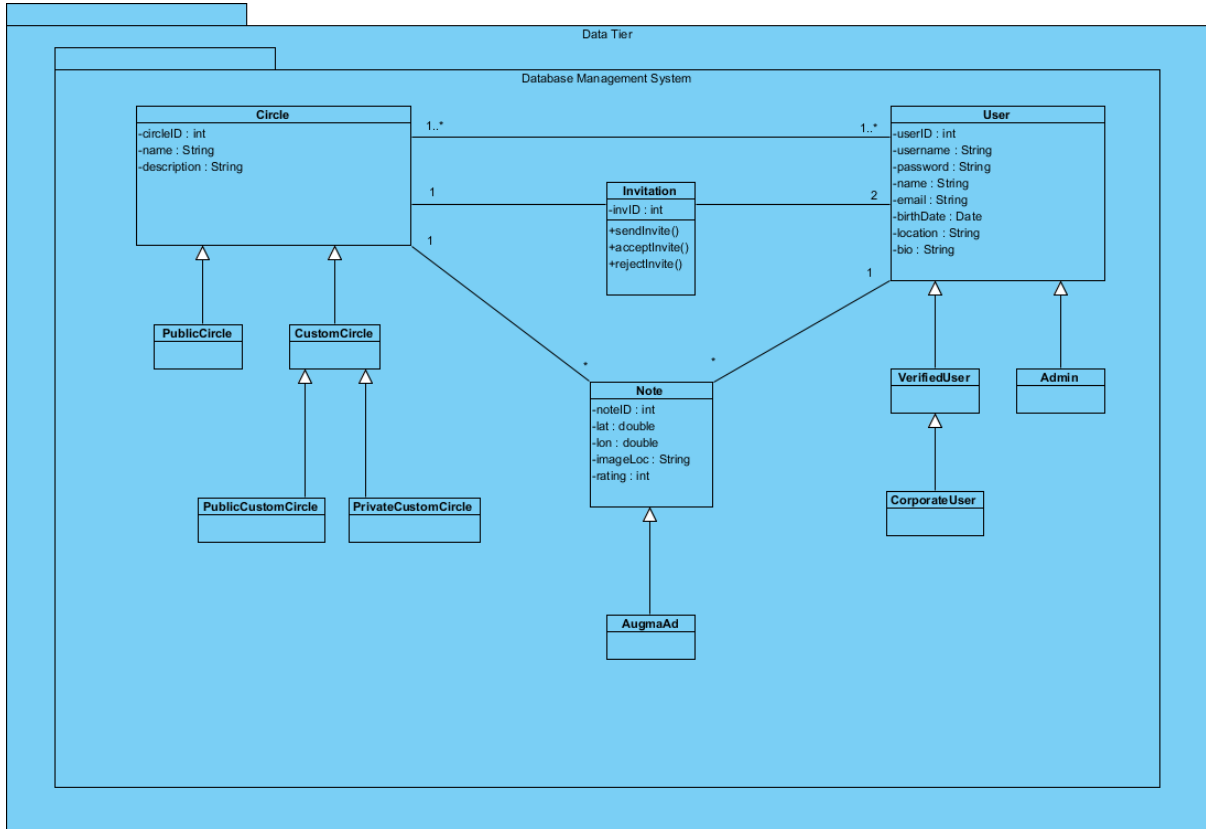 Data Tier
Database Management System
Circle
-circleID : int
-name : String
-description : String
1..*
1..*
User
-userID : int
-username : String
-password : String
-name : String
-email : String
-birthDate : Date
-location : String
-bio : String
1
Invitation
-invID : int
+sendInvite()
+acceptInvite()
+rejectInvite()
2
1
1
PublicCircle
CustomCircle
*
*
Note
-noteID : int
-lat : double
-lon : double
-imageLoc : String
-rating : int
VerifiedUser
Admin
PublicCustomCircle
PrivateCustomCircle
CorporateUser
AugmaAd